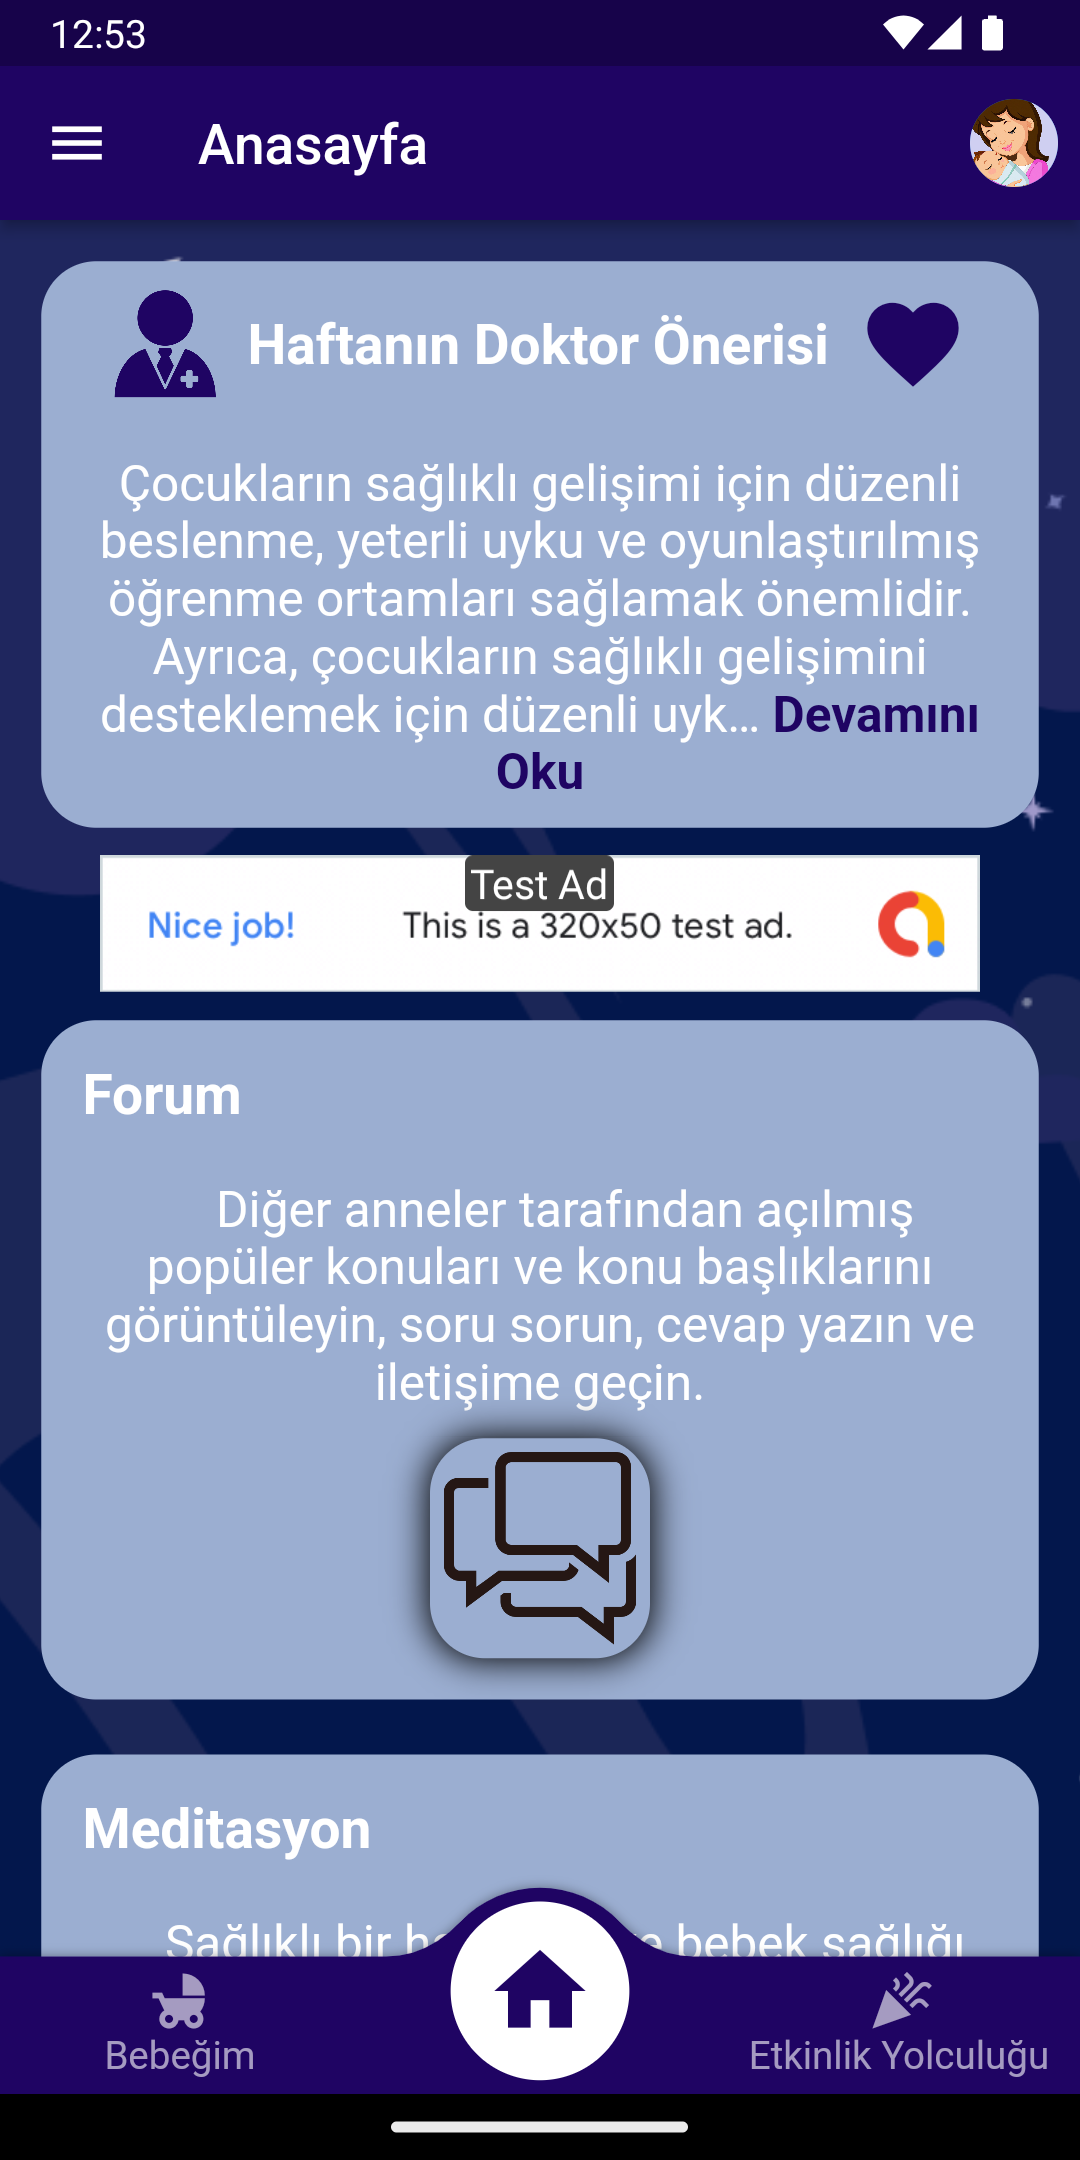 12:53
Anasayfa
Haftanın Doktor Önerisi
Çocukların sağlıklı gelişimi için düzenli
beslenme, yeterli uyku ve oyunlaştırılmış
öğrenme ortamları sağlamak önemlidir.
Ayrıca, çocukların sağlıklı gelişimini
desteklemek için düzenli uyk... Devamını
Oku
Test Ad
Nice job! This is a 320x50 test ad.
Forum
Diğer anneler tarafından açılmış
popüler konuları ve konu başlıklarını
görüntüleyin, soru sorun, cevap yazın ve
iletişime geçin.
Meditasyon
Sağlıklı bir bebek sağlığı
Bebeğim
Etkinlik Yolculuğu